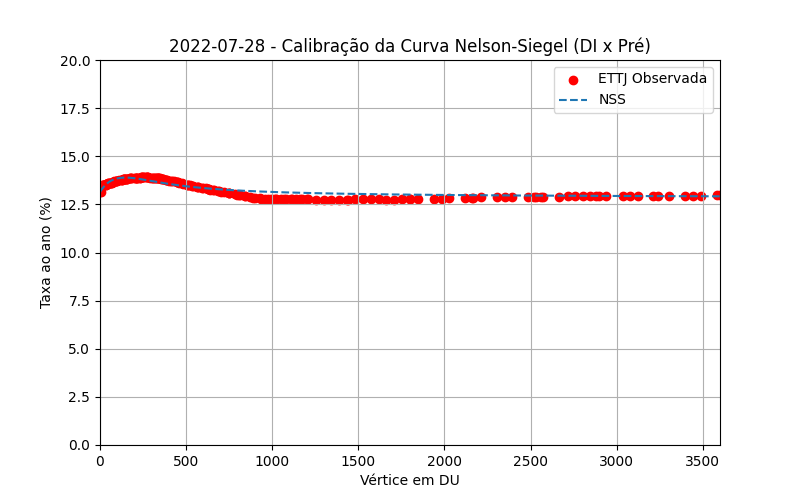 2022-07-28 - Calibração da Curva Nelson-Siegel (DI x Pré)
20.0
17.5
15.0
12.5
10.0
7.5
5.0
2.5
0.0
Taxa ao ano (%)
ETTJ Observada
NSS
0 500 1000 1500 2000 2500 3000 3500
Vértice em DU